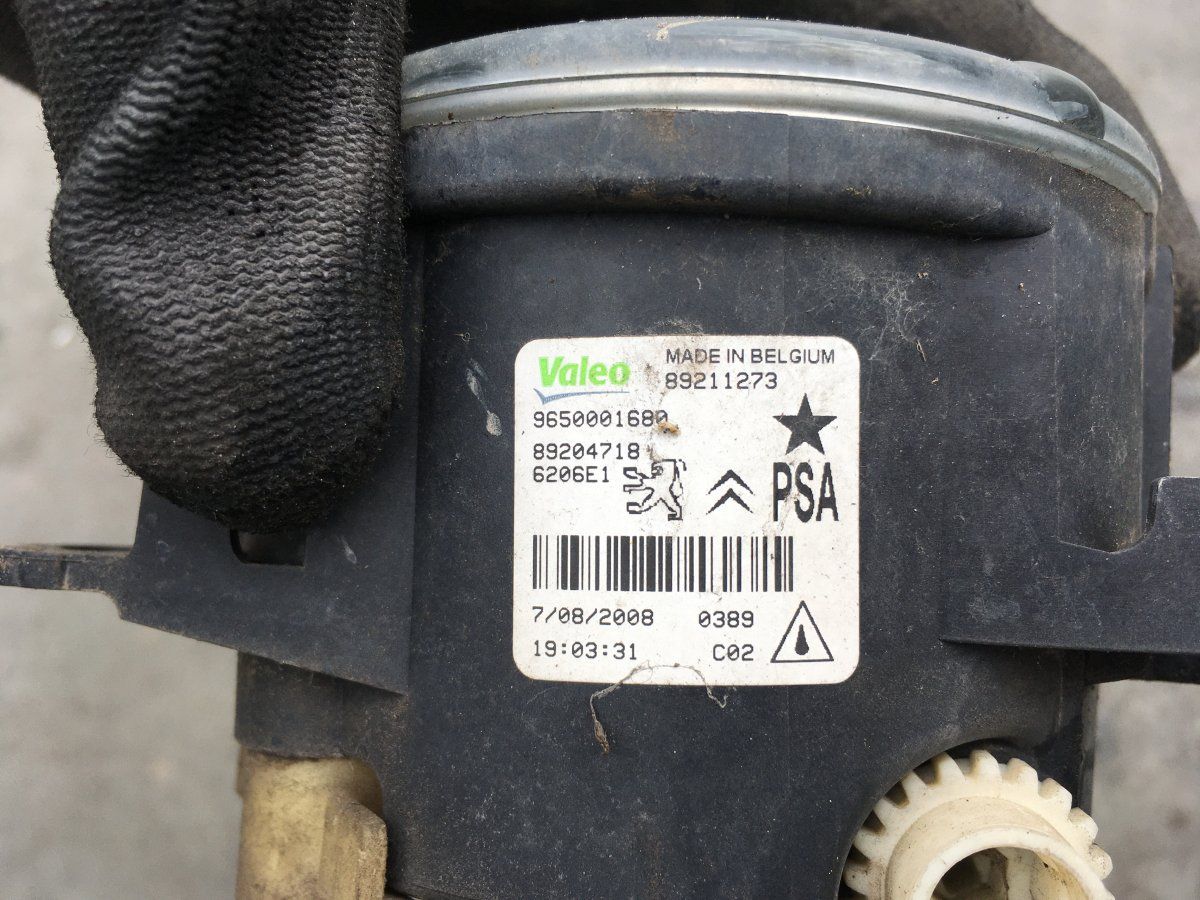 Valeo
MADE IN BELGIUM
89211273
9650001680
89204718
6206E1
PSA
7/08/2008 0389
19:03:31 C02